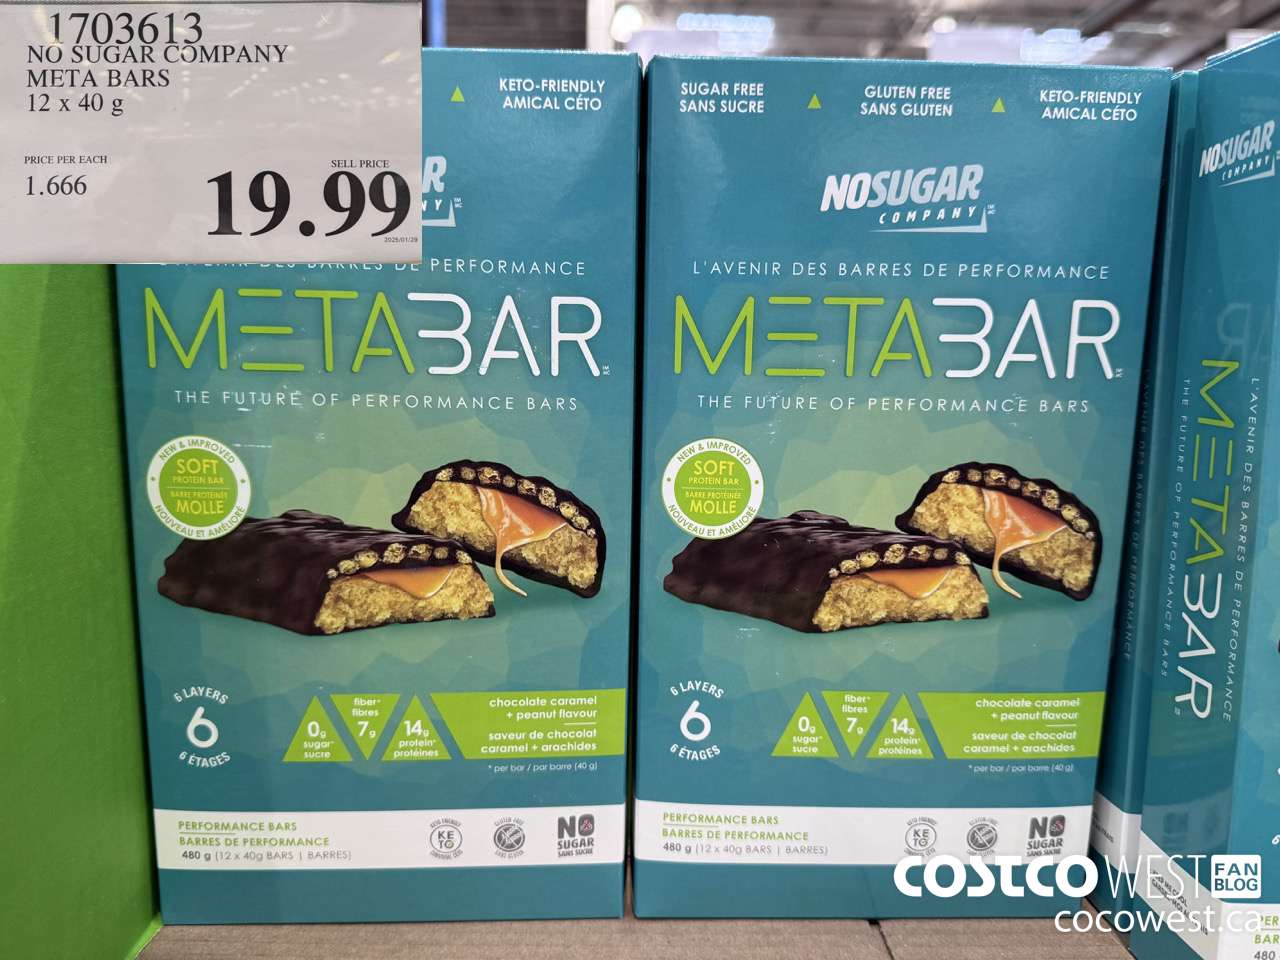 1703613
NO SUGAR COMPANY
META BARS
12 x 40 g
PRICE PER EACH
1.666
SELL PRICE
19.99
2025/01/29
KETO-FRIENDLY
AMICAL CÉTO
DE PERFORMANCE
METABAR
THE FUTURE OF PERFORMANCE BARS
NEW & IMPROVED
SOFT
PROTEIN BAR
BARRE PROTÉINÉE
MOLLE
NOUVEAU ET AMÉLIORÉ
6 LAYERS
6
6 ÉTAGES
0g
sugar*
sucre
fiber*
fibres
7g
14g
protein*
protéines
chocolate caramel
+ peanut flavour
saveur de chocolat
caramel + arachides
* per bar / par barre (40 g)
PERFORMANCE BARS
BARRES DE PERFORMANCE
480 g (12 x 40g BARS | BARRES)
KETO
NO
SUGAR
SANS SUCRE
SUGAR FREE
SANS SUCRE
GLUTEN FREE
SANS GLUTEN
KETO-FRIENDLY
AMICAL CÉTO
NOSUGAR
COMPANY
L'AVENIR DES BARRES DE PERFORMANCE
METABAR
THE FUTURE OF PERFORMANCE BARS
NEW & IMPROVED
SOFT
PROTEIN BAR
BARRE PROTÉINÉE
MOLLE
NOUVEAU ET AMÉLIORÉ
6 LAYERS
6
6 ÉTAGES
0g
sugar*
sucre
fiber*
fibres
7g
14g
protein*
protéines
chocolate caramel
+ peanut flavour
saveur de chocolat
caramel + arachides
* per bar / par barre (40 g)
PERFORMANCE BARS
BARRES DE PERFORMANCE
480 g (12 x 40g BARS | BARRES)
KETO
NO
SUGAR
SANS SUCRE
NOSUGAR
COMPANY
L'AVENIR DES BARRES DE PERFORMANCE
METABAR
THE FUTURE OF PERFORMANCE BARS
COSTCO WEST FAN BLOG
cocowest.ca